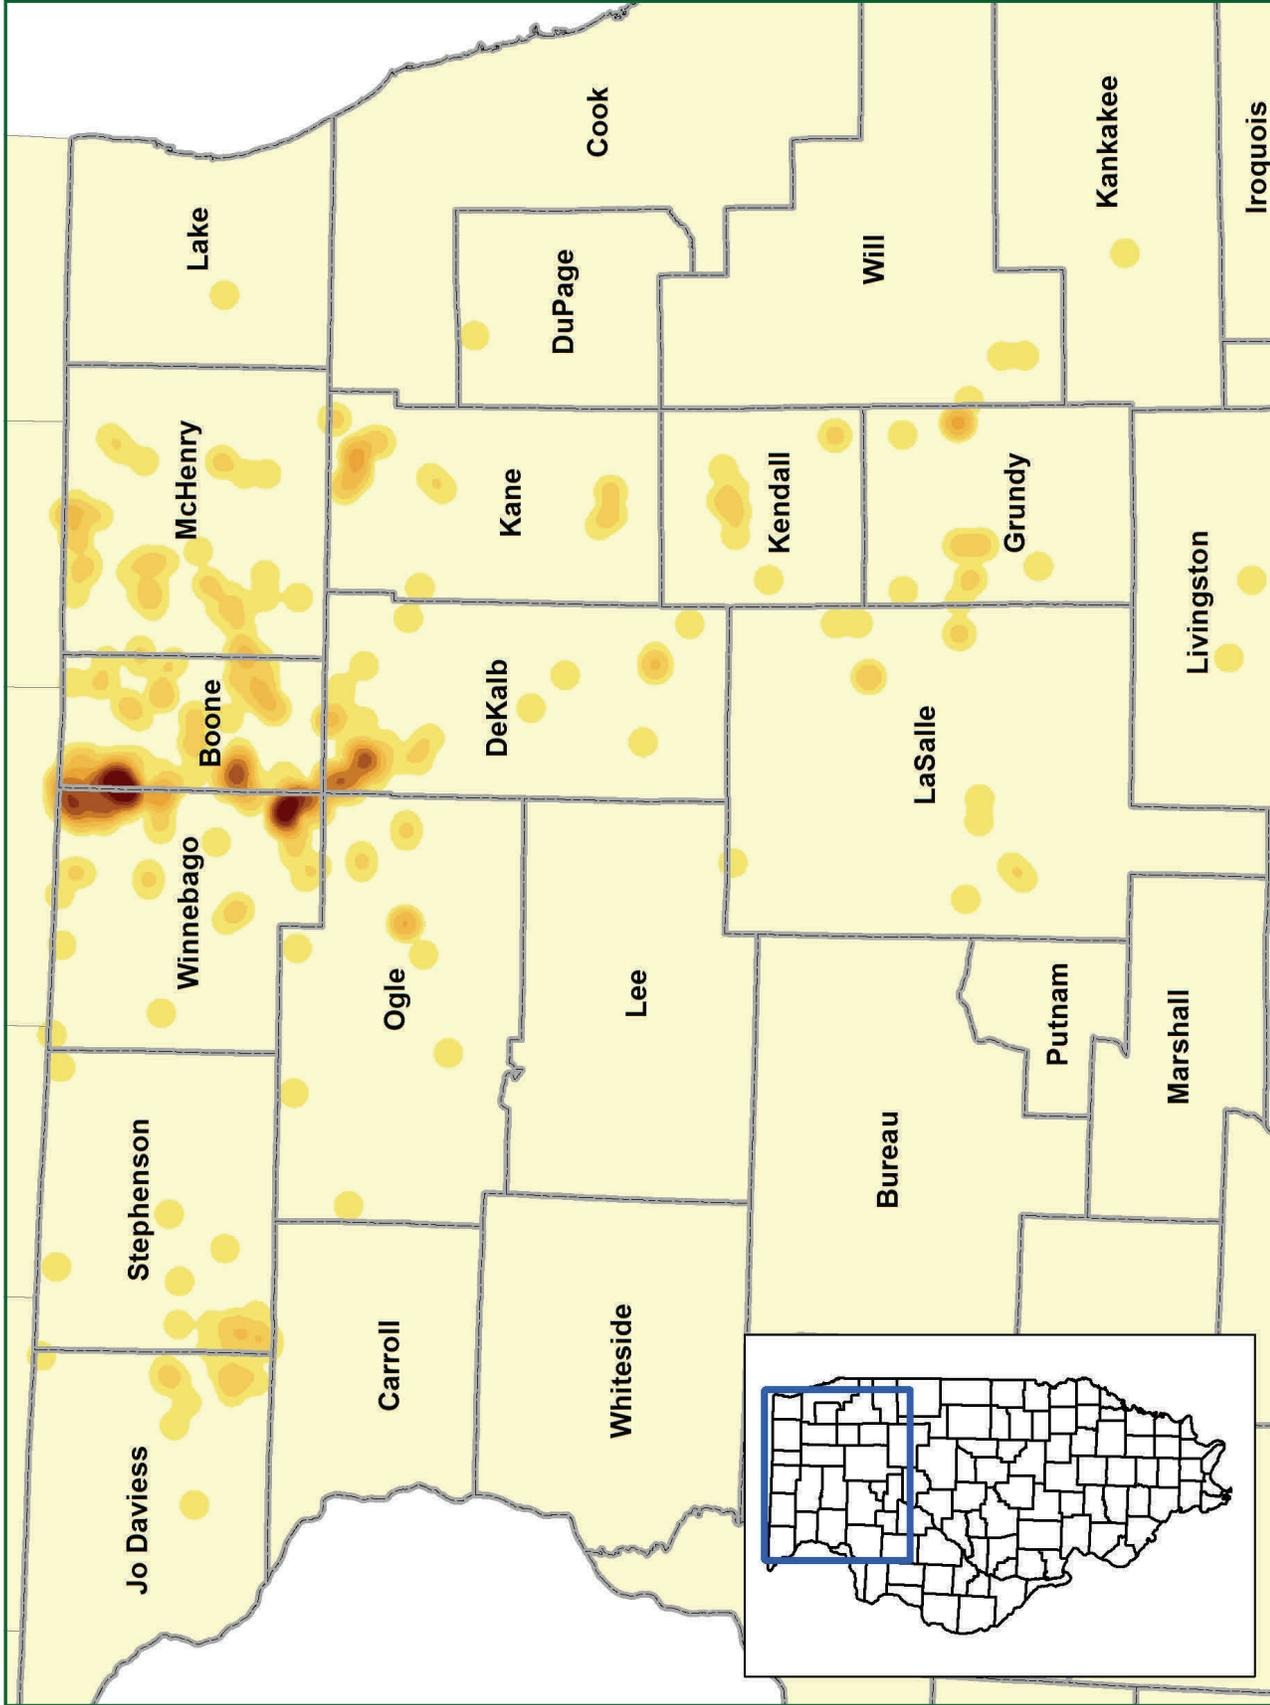 Jo Daviess
Stephenson
Winnebago
Boone
McHenry
Lake
Carroll
Ogle
DeKalb
Kane
DuPage
Cook
Whiteside
Lee
Kendall
Will
Bureau
LaSalle
Grundy
Putnam
Kankakee
Marshall
Livingston
Iroquois